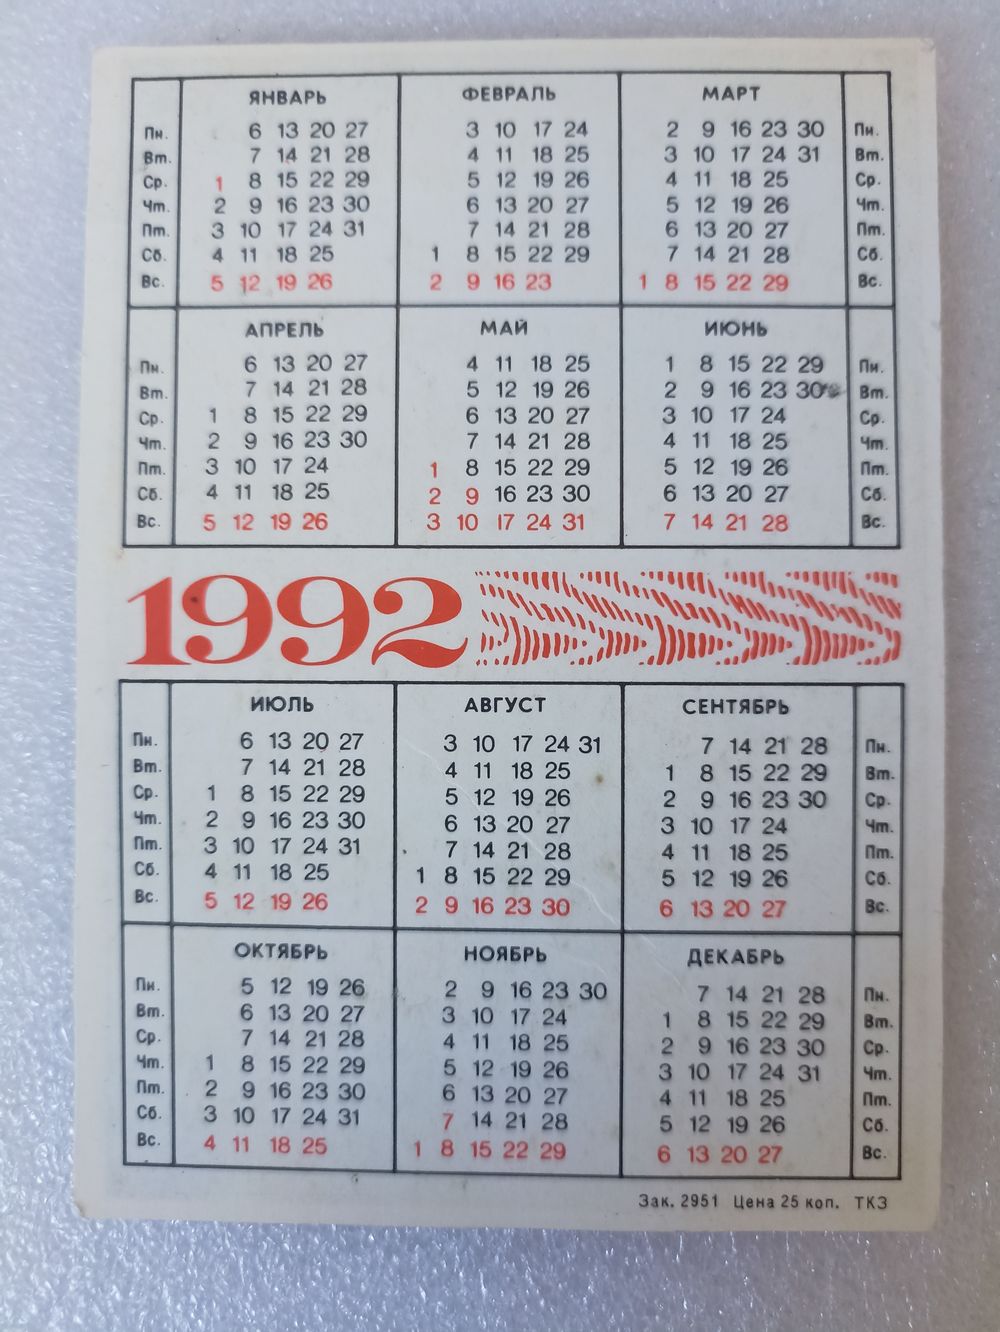 ЯНВАРЬ ФЕВРАЛЬ МАРТ
Пн. 6 13 20 27 3 10 17 24 2 9 16 23 30 Пн.
Вт. 7 14 21 28 4 11 18 25 3 10 17 24 31 Вт.
Ср. 1 8 15 22 29 5 12 19 26 4 11 18 25 Ср.
Чт. 2 9 16 23 30 6 13 20 27 5 12 19 26 Чт.
Пт. 3 10 17 24 31 7 14 21 28 6 13 20 27 Пт.
Сб. 4 11 18 25 1 8 15 22 29 7 14 21 28 Сб.
Вс. 5 12 19 26 2 9 16 23 1 8 15 22 29 Вс.
АПРЕЛЬ МАЙ ИЮНЬ
Пн. 6 13 20 27 4 11 18 25 1 8 15 22 29 Пн.
Вт. 7 14 21 28 5 12 19 26 2 9 16 23 30 Вт.
Ср. 1 8 15 22 29 6 13 20 27 3 10 17 24 Ср.
Чт. 2 9 16 23 30 7 14 21 28 4 11 18 25 Чт.
Пт. 3 10 17 24 1 8 15 22 29 5 12 19 26 Пт.
Сб. 4 11 18 25 2 9 16 23 30 6 13 20 27 Сб.
Вс. 5 12 19 26 3 10 17 24 31 7 14 21 28 Вс.
1992
ИЮЛЬ АВГУСТ СЕНТЯБРЬ
Пн. 6 13 20 27 3 10 17 24 31 7 14 21 28 Пн.
Вт. 7 14 21 28 4 11 18 25 1 8 15 22 29 Вт.
Ср. 1 8 15 22 29 5 12 19 26 2 9 16 23 30 Ср.
Чт. 2 9 16 23 30 6 13 20 27 3 10 17 24 Чт.
Пт. 3 10 17 24 31 7 14 21 28 4 11 18 25 Пт.
Сб. 4 11 18 25 1 8 15 22 29 5 12 19 26 Сб.
Вс. 5 12 19 26 2 9 16 23 30 6 13 20 27 Вс.
ОКТЯБРЬ НОЯБРЬ ДЕКАБРЬ
Пн. 5 12 19 26 2 9 16 23 30 7 14 21 28 Пн.
Вт. 6 13 20 27 3 10 17 24 1 8 15 22 29 Вт.
Ср. 7 14 21 28 4 11 18 25 2 9 16 23 30 Ср.
Чт. 1 8 15 22 29 5 12 19 26 3 10 17 24 31 Чт.
Пт. 2 9 16 23 30 6 13 20 27 4 11 18 25 Пт.
Сб. 3 10 17 24 31 7 14 21 28 5 12 19 26 Сб.
Вс. 4 11 18 25 1 8 15 22 29 6 13 20 27 Вс.
Зак. 2951 Цена 25 коп. ТКЗ